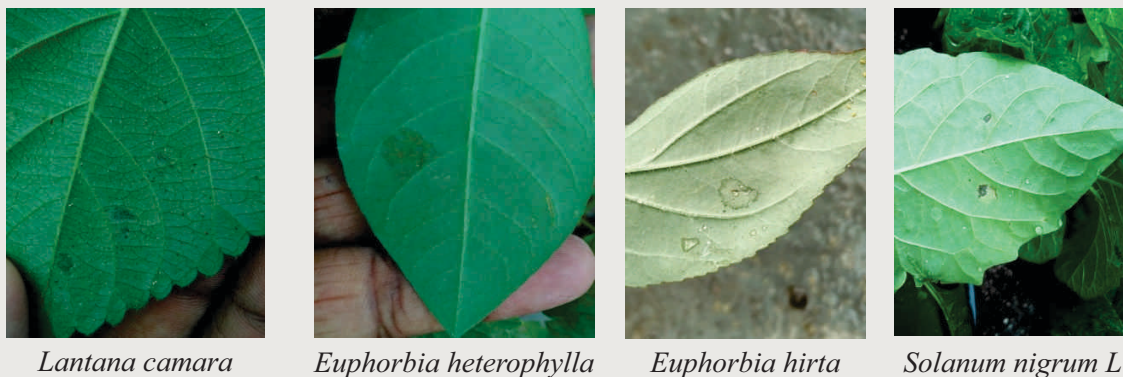 Lantana camara
Euphorbia heterophylla
Euphorbia hirta
Solanum nigrum L